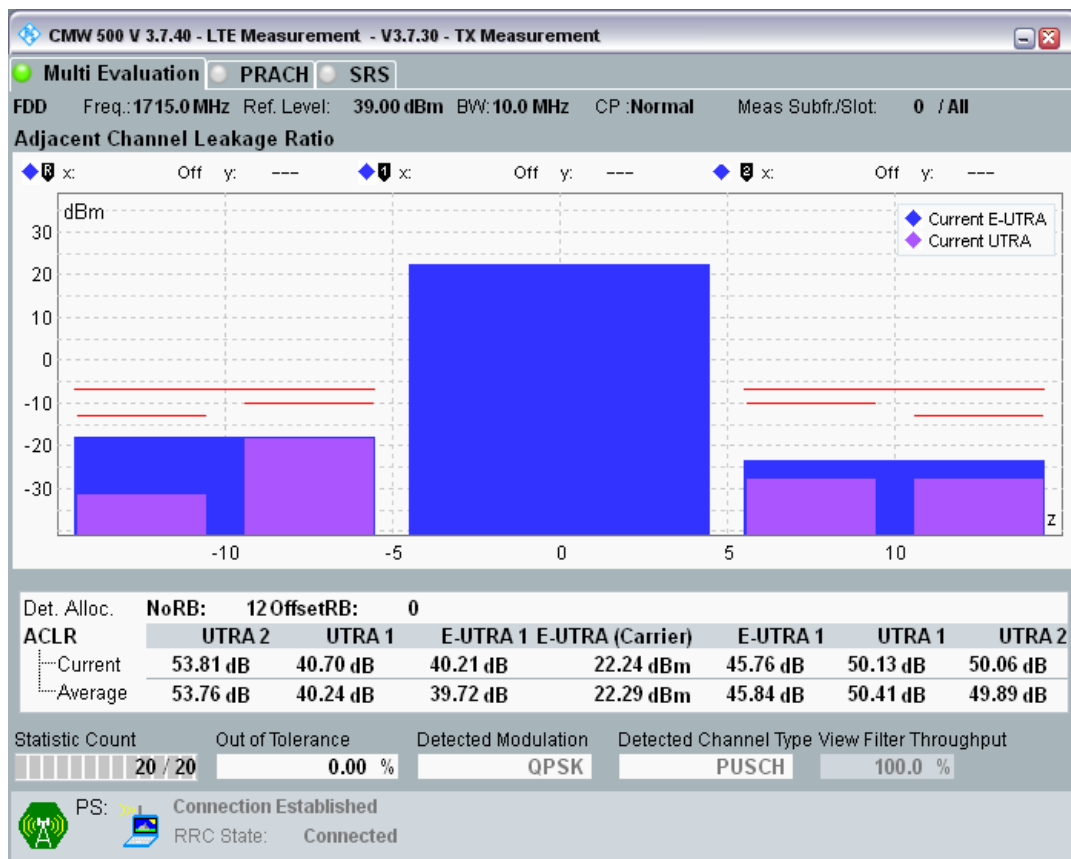 CMW 500 V 3.7.40 - LTE Measurement - V3.7.30 - TX Measurement
Multi Evaluation PRACH SRS
FDD Freq.:1715.0 MHz Ref. Level: 39.00 dBm BW:10.0 MHz CP :Normal Meas Subfr./Slot: 0 / All
Adjacent Channel Leakage Ratio
R x: Off y: --- 1 x: Off y: --- 2 x: Off y: ---
dBm
Current E-UTRA
Current UTRA
30
20
10
0
-10
-20
-30
z
-10 -5 0 5 10
Det. Alloc. NoRB: 12 OffsetRB: 0
ACLR UTRA 2 UTRA 1 E-UTRA 1 E-UTRA (Carrier) E-UTRA 1 UTRA 1 UTRA 2
Current 53.81 dB 40.70 dB 40.21 dB 22.24 dBm 45.76 dB 50.13 dB 50.06 dB
Average 53.76 dB 40.24 dB 39.72 dB 22.29 dBm 45.84 dB 50.41 dB 49.89 dB
Statistic Count Out of Tolerance Detected Modulation Detected Channel Type View Filter Throughput
20 / 20 0.00 % QPSK PUSCH 100.0 %
PS: Connection Established
RRC State: Connected